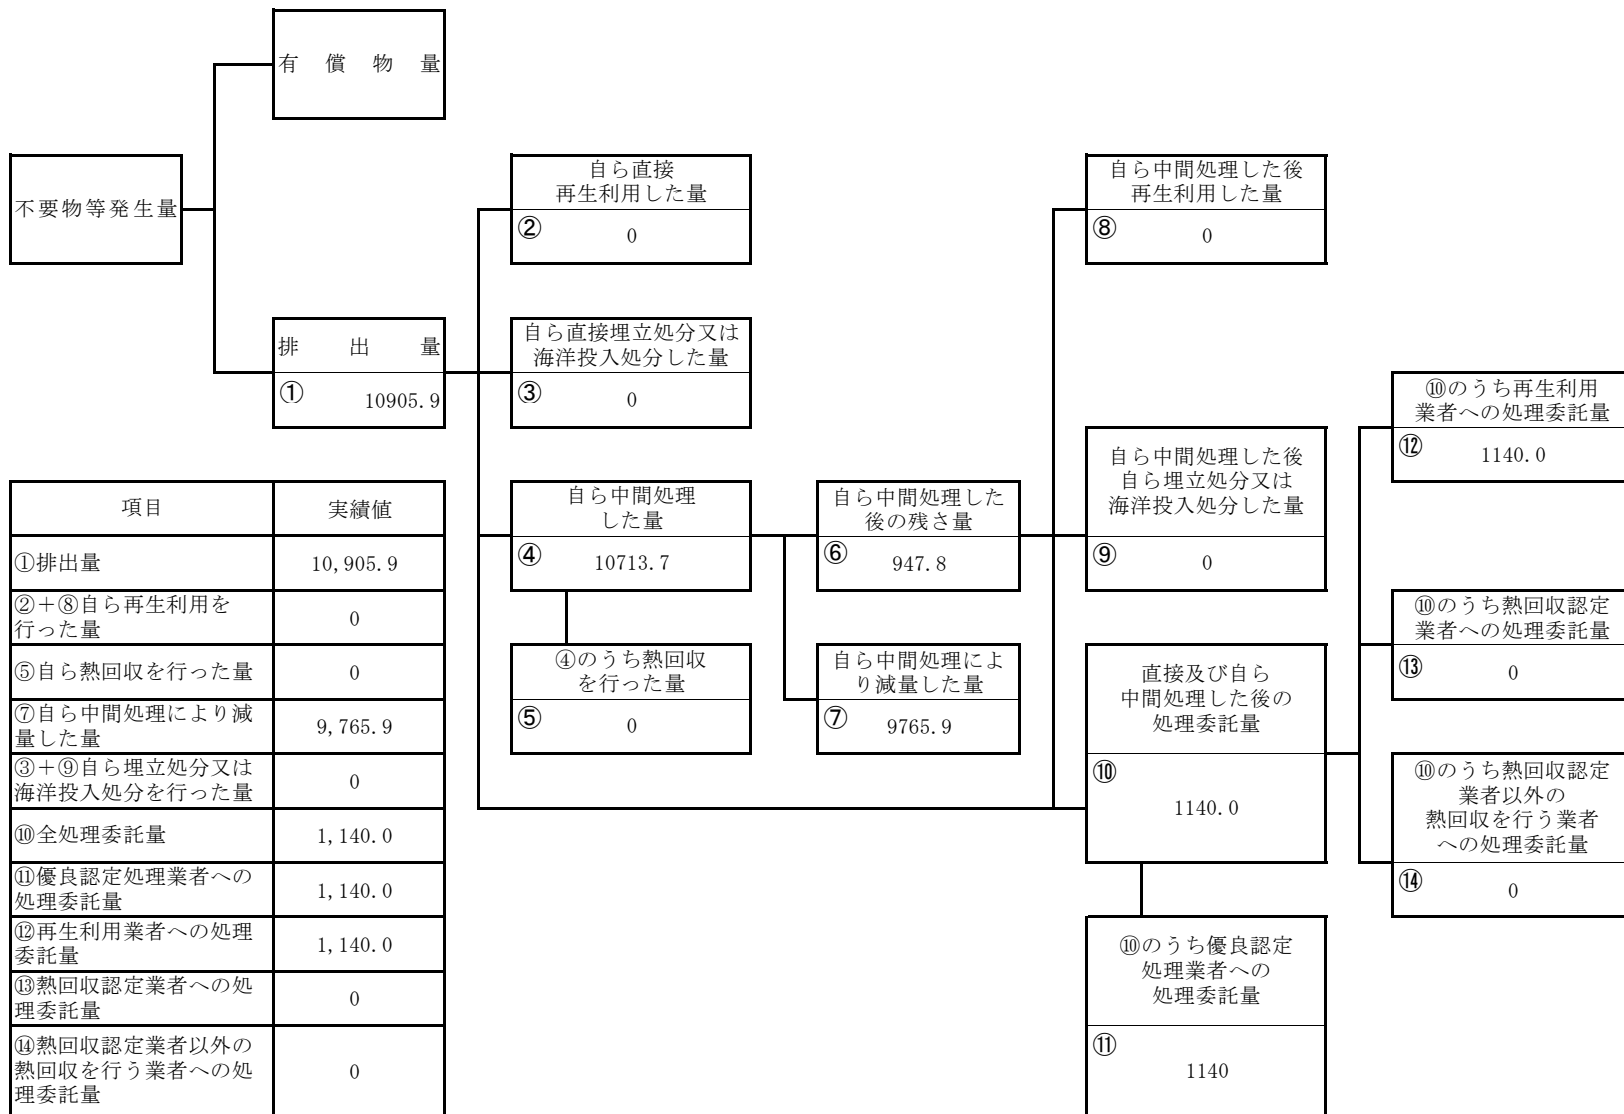 有償物量
不要物等発生量
自ら直接
再生利用した量
② 0
自ら中間処理した後
再生利用した量
⑧ 0
排出量
① 10905.9
自ら直接埋立処分又は
海洋投入処分した量
③ 0
⑩のうち再生利用
業者への処理委託量
⑫ 1140.0
自ら中間処理
した量
④ 10713.7
自ら中間処理した
後の残さ量
⑥ 947.8
自ら中間処理した後
自ら埋立処分又は
海洋投入処分した量
⑨ 0
⑩のうち熱回収認定
業者への処理委託量
⑬ 0
④のうち熱回収
を行った量
⑤ 0
自ら中間処理によ
り減量した量
⑦ 9765.9
直接及び自ら
中間処理した後の
処理委託量
⑩
1140.0
⑩のうち熱回収認定
業者以外の
熱回収を行う業者
への処理委託量
⑭ 0
⑩のうち優良認定
処理業者への
処理委託量
⑪
1140
項目 実績値
①排出量 10,905.9
②+⑧自ら再生利用を
行った量 0
⑤自ら熱回収を行った量 0
⑦自ら中間処理により減
量した量 9,765.9
③+⑨自ら埋立処分又は
海洋投入処分を行った量 0
⑩全処理委託量 1,140.0
⑪優良認定処理業者への
処理委託量 1,140.0
⑫再生利用業者への処理
委託量 1,140.0
⑬熱回収認定業者への処
理委託量 0
⑭熱回収認定業者以外の
熱回収を行う業者への処
理委託量 0